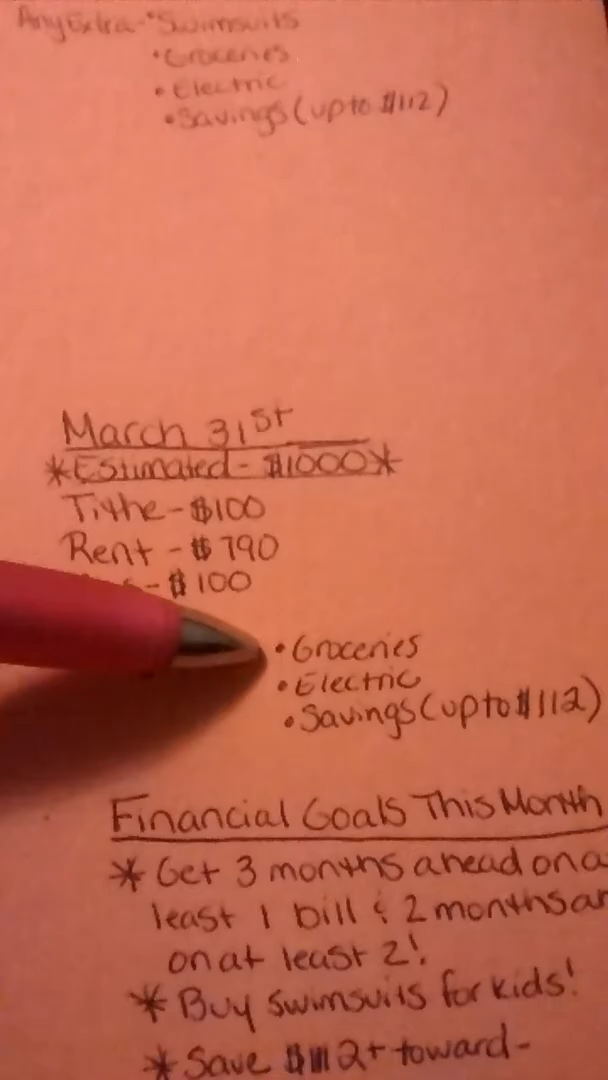 Any Extra- •Swimsuits
•Groceries
•Electric
•Savings (up to $112)
March 31st
*Estimated - $1000*
Tithe - $100
Rent - $790
- $100
•Groceries
•Electric
•Savings (up to $112)
Financial Goals This Month
* Get 3 months ahead on a
least 1 bill & 2 months a
on at least 2!
* Buy swimsuits for kids!
* Save $112+ toward-